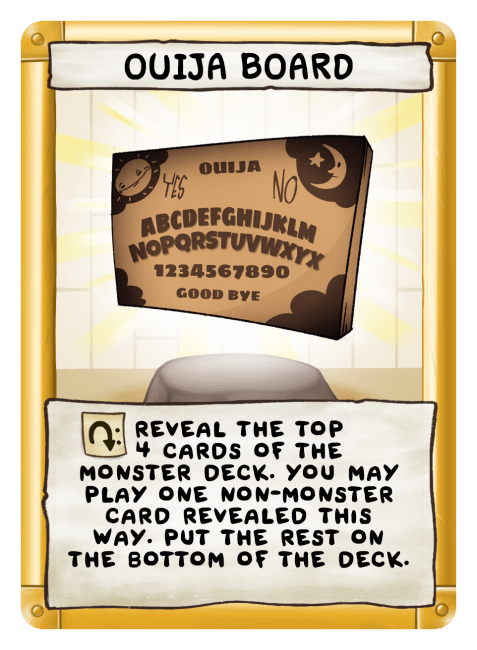 OUIJA BOARD
OUIJA
YES NO
ABCDEFGHIJKLM
NOPQRSTUVWXYX
1234567890
GOOD BYE
: REVEAL THE TOP
4 CARDS OF THE
MONSTER DECK. YOU MAY
PLAY ONE NON-MONSTER
CARD REVEALED THIS
WAY. PUT THE REST ON
THE BOTTOM OF THE DECK.